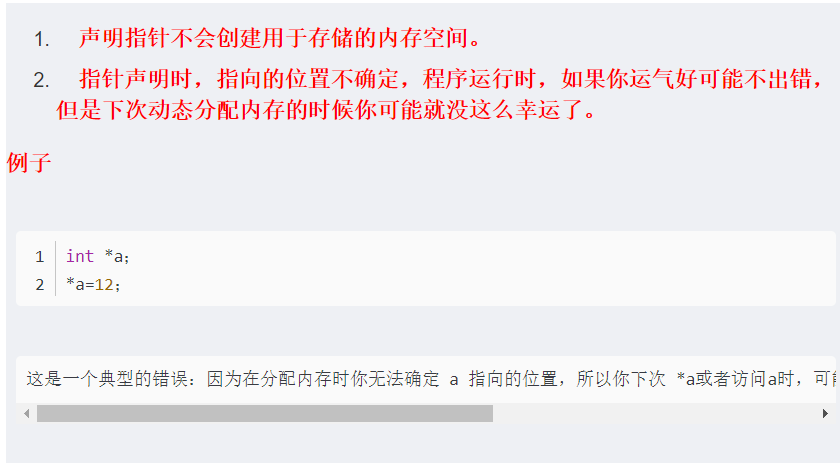 1. 声明指针不会创建用于存储的内存空间。
2. 指针声明时，指向的位置不确定，程序运行时，如果你运气好可能不出错，
但是下次动态分配内存的时候你可能就没这么幸运了。
例子
1 int *a;
2 *a=12;
这是一个典型的错误：因为在分配内存时你无法确定 a 指向的位置，所以你下次 *a或者访问a时，可